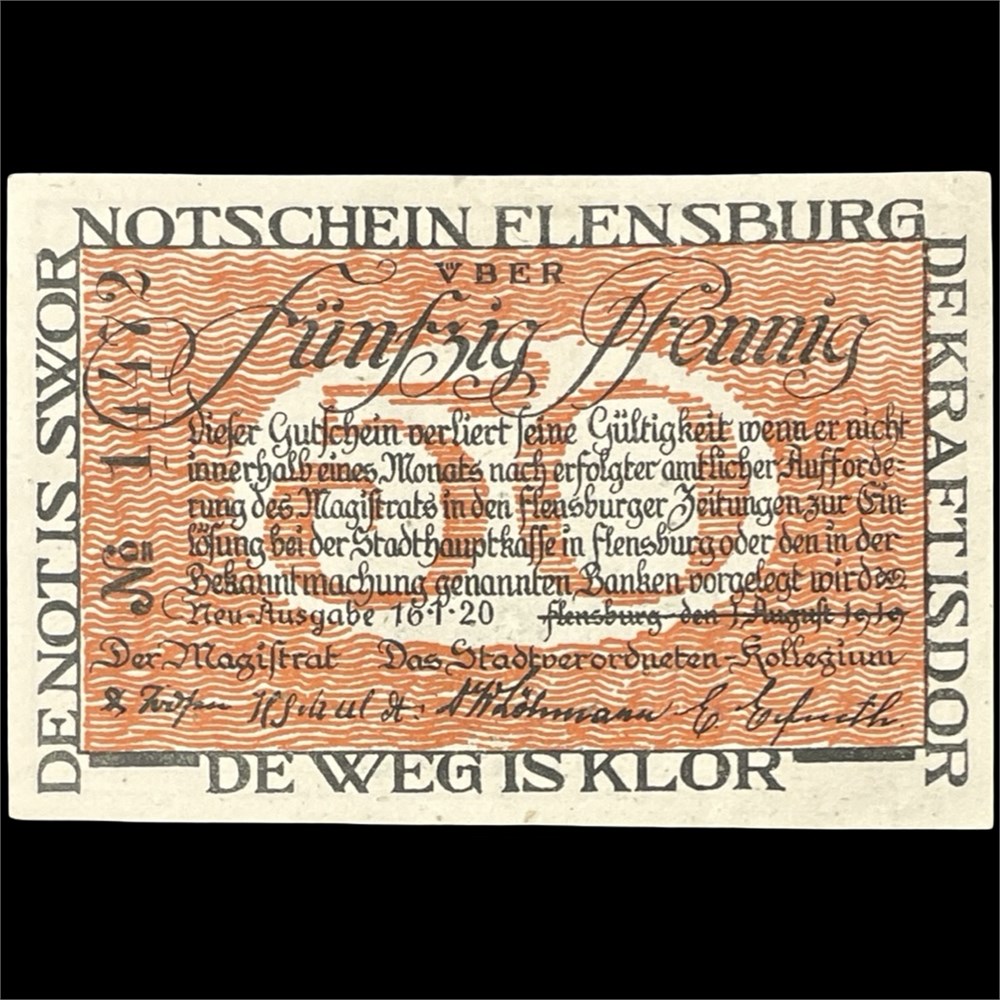 NOTSCHEIN FLENSBURG
DE NOT IS SWOR
DE KRAFT IS DOR
DE WEG IS KLOR
№ 11472
ÜBER
fünfzig Pfennig
50
Dieser Gutschein verliert seine Gültigkeit wenn er nicht
innerhalb eines Monats nach erfolgter amtlicher Aufforde=
rung des Magistrats in den Flensburger Zeitungen zur Ein=
lösung bei der Stadthauptkasse in Flensburg oder den in der
Bekanntmachung genannten Banken vorgelegt wird
Neu-Ausgabe 16·1·20 Flensburg den 1. August 1919
Der Magistrat Das Stadtverordneten-Kollegium